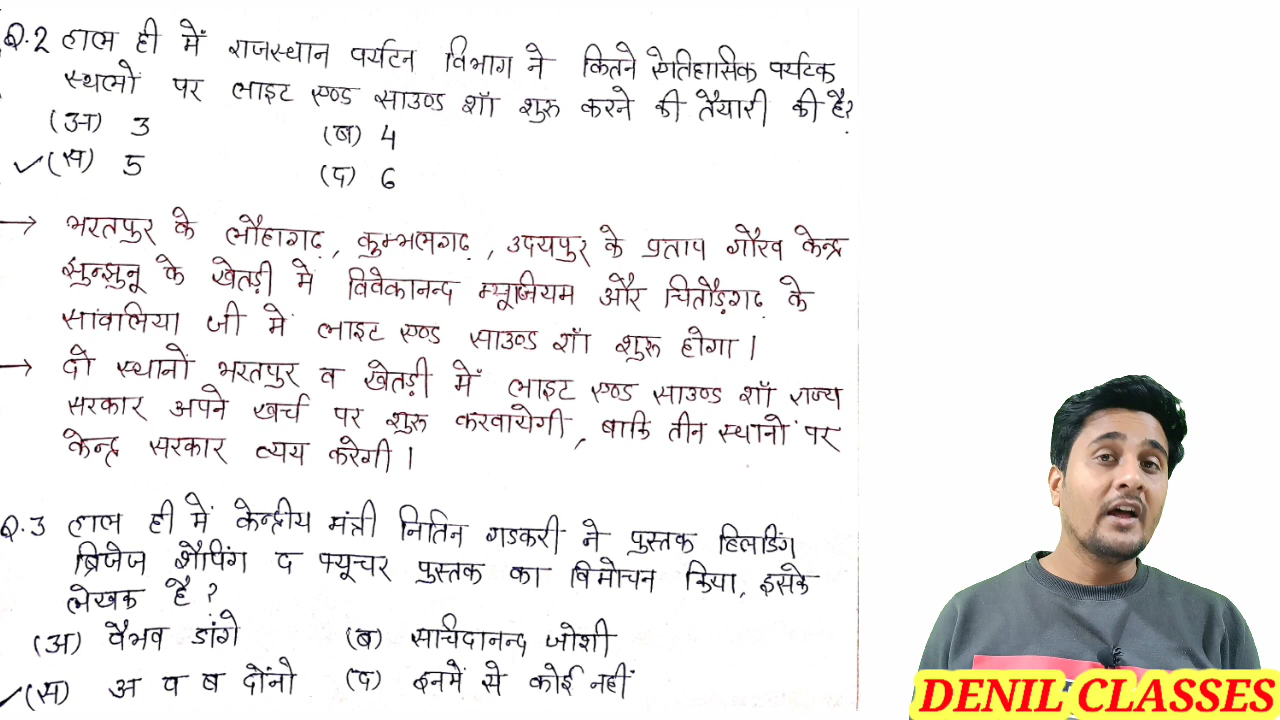 Q.2 हाल ही में राजस्थान पर्यटन विभाग ने कितने ऐतिहासिक पर्यटक
स्थलों पर लाइट एण्ड साउण्ड शॉ शुरू करने की तैयारी की है?
(अ) 3 (ब) 4
✓(स) 5 (द) 6
→ भरतपुर के लौहागढ़, कुम्भलगढ़, उदयपुर के प्रताप गौरव केन्द्र
झुन्झुनू के खेतड़ी में विवेकानन्द म्यूजियम और चितौड़गढ़ के
सांवलिया जी में लाइट एण्ड साउण्ड शॉ शुरू होगा।
→ दो स्थानों भरतपुर व खेतड़ी में लाइट एण्ड साउण्ड शॉ राज्य
सरकार अपने खर्च पर शुरू करवायेगी, बाकि तीन स्थानों पर
केन्द्र सरकार व्यय करेगी।
Q.3 हाल ही में केन्द्रीय मंत्री नितिन गडकरी ने पुस्तक हिलडिंग
ब्रिजेज शैपिंग द फ्यूचर पुस्तक का विमोचन किया, इसके
लेखक है?
(अ) वैभव डांगे (ब) सचिदानन्द जोशी
✓(स) अ व ब दोंनो (द) इनमें से कोई नहीं
DENIL CLASSES